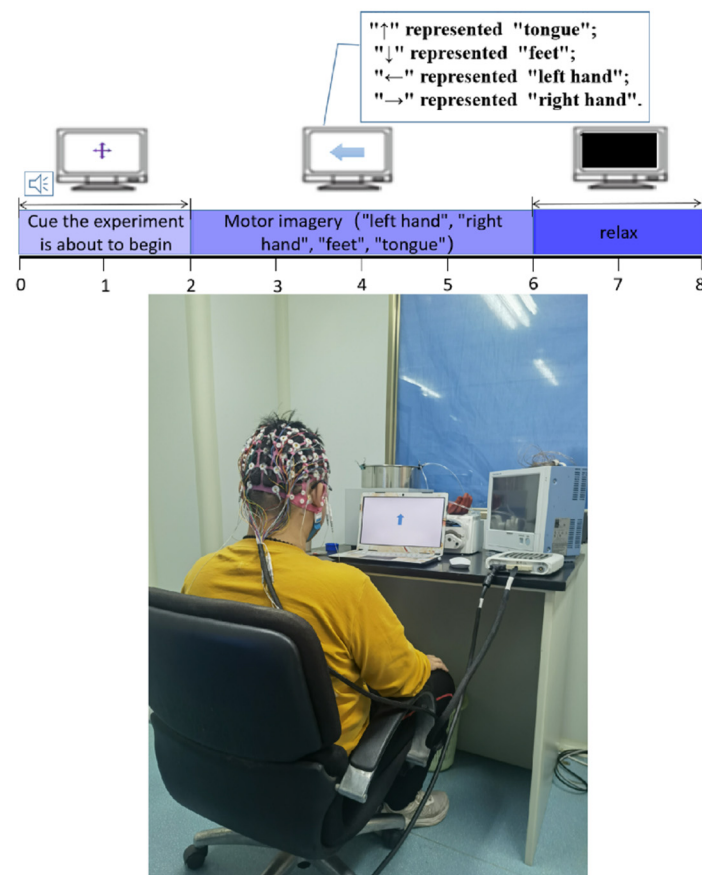 "↑" represented "tongue";
"↓" represented "feet";
"←" represented "left hand";
"→" represented "right hand".
Cue the experiment
is about to begin
Motor imagery ("left hand", "right
hand", "feet", "tongue")
relax
0 1 2 3 4 5 6 7 8